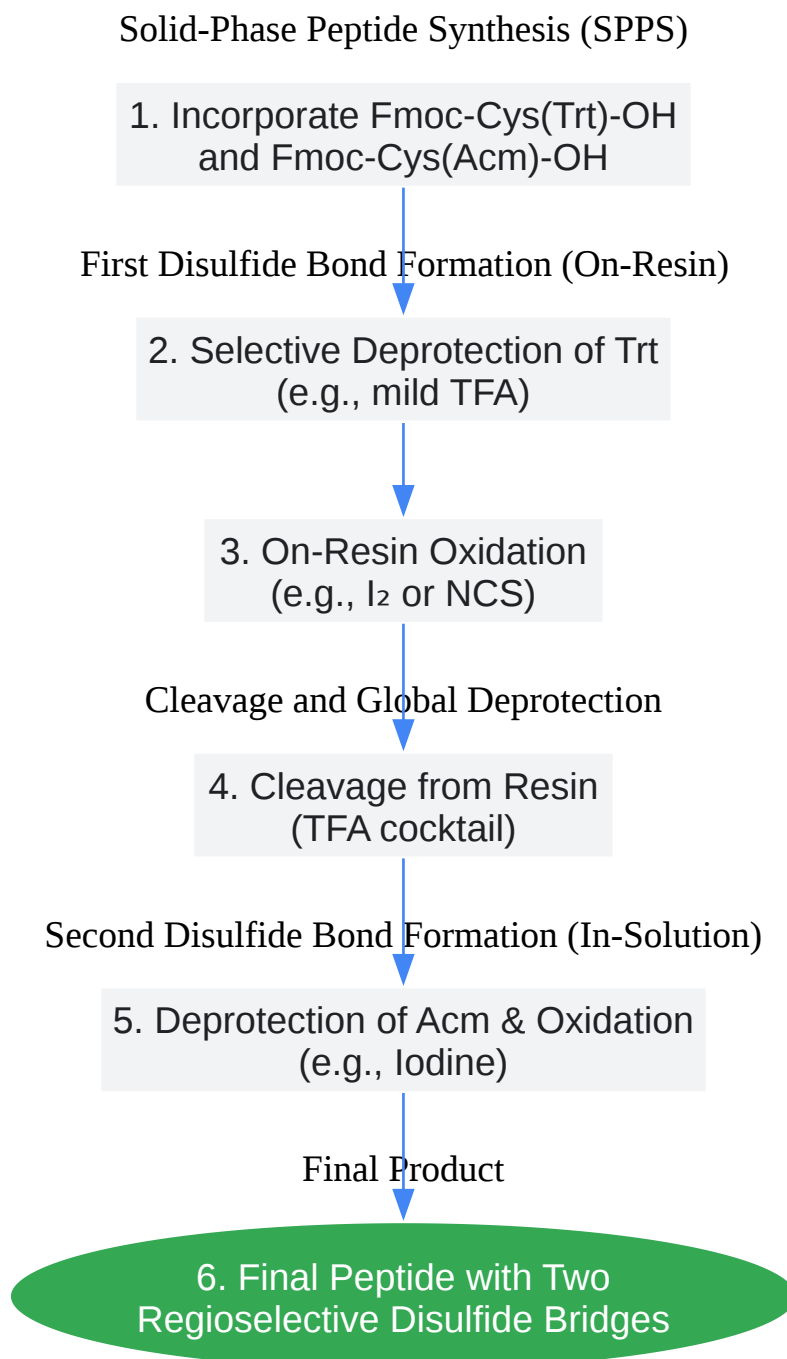 Solid-Phase Peptide Synthesis (SPPS)
1. Incorporate Fmoc-Cys(Trt)-OH
and Fmoc-Cys(Acm)-OH
First Disulfide Bond Formation (On-Resin)
2. Selective Deprotection of Trt
(e.g., mild TFA)
3. On-Resin Oxidation
(e.g., I₂ or NCS)
Cleavage and Global Deprotection
4. Cleavage from Resin
(TFA cocktail)
Second Disulfide Bond Formation (In-Solution)
5. Deprotection of Acm & Oxidation
(e.g., Iodine)
Final Product
6. Final Peptide with Two
Regioselective Disulfide Bridges